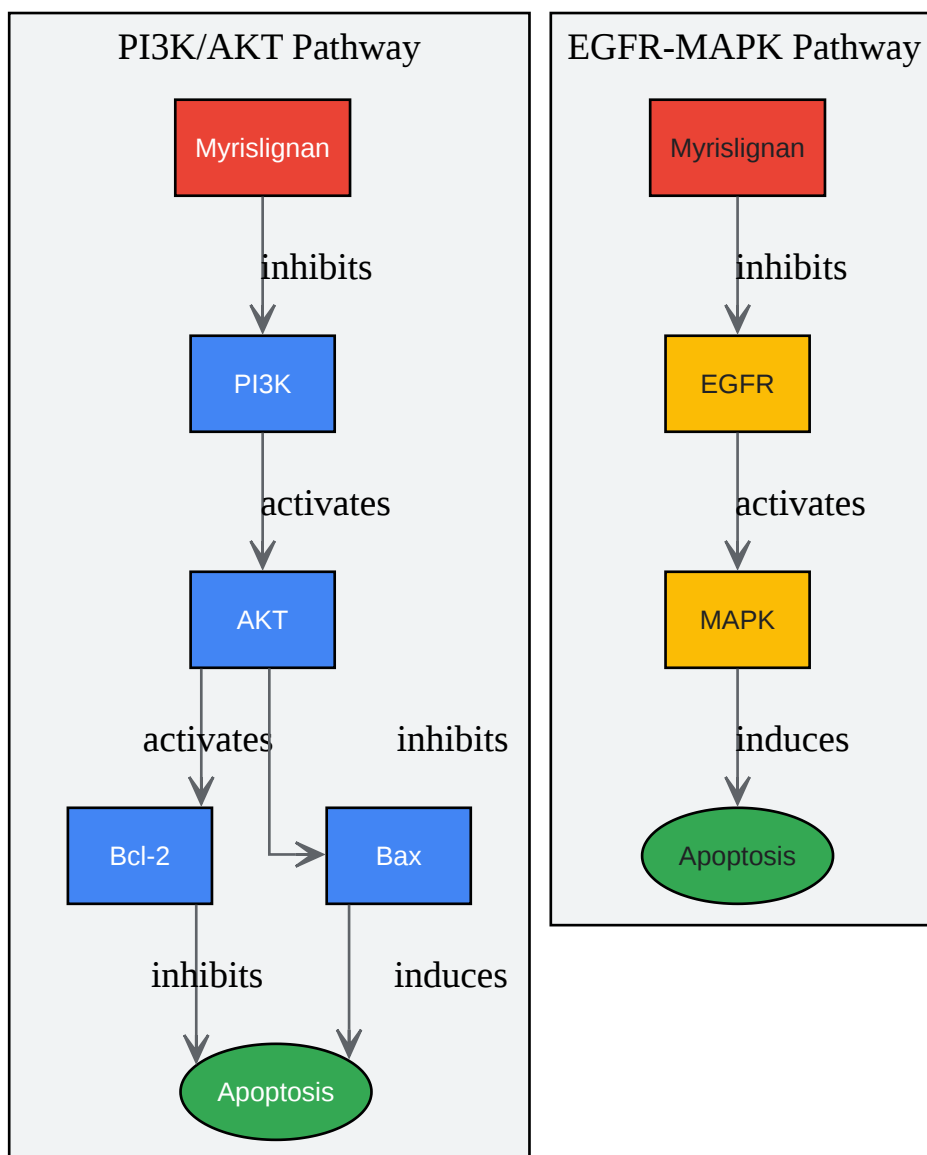 PI3K/AKT Pathway
Myrislignan
inhibits
PI3K
activates
AKT
activates
inhibits
Bcl-2
Bax
inhibits
induces
Apoptosis
EGFR-MAPK Pathway
Myrislignan
inhibits
EGFR
activates
MAPK
induces
Apoptosis